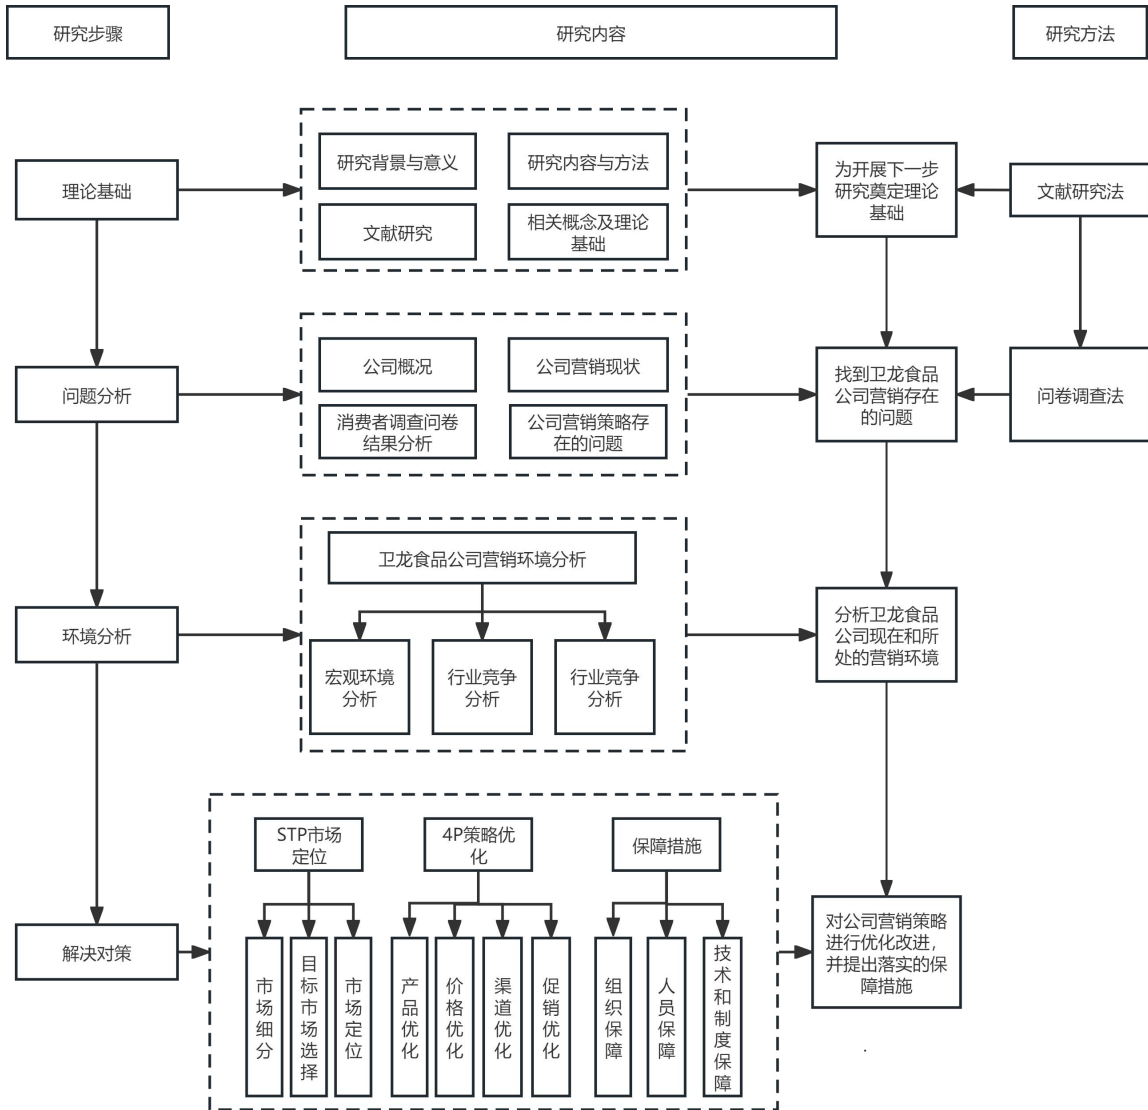 研究步骤
研究内容
研究方法
理论基础
研究背景与意义
研究内容与方法
文献研究
相关概念及理论
基础
为开展下一步
研究奠定理论
基础
文献研究法
问题分析
公司概况
公司营销现状
消费者调查问卷
结果分析
公司营销策略存
在的问题
找到卫龙食品
公司营销存在
的问题
问卷调查法
环境分析
卫龙食品公司营销环境分析
宏观环境
分析
行业竞争
分析
行业竞争
分析
分析卫龙食品
公司现在和所
处的营销环境
解决对策
STP市场
定位
4P策略优
化
保障措施
市场细分
目标市场选择
市场定位
产品优化
价格优化
渠道优化
促销优化
组织保障
人员保障
技术和制度保障
对公司营销策略
进行优化改进，
并提出落实的保
障措施